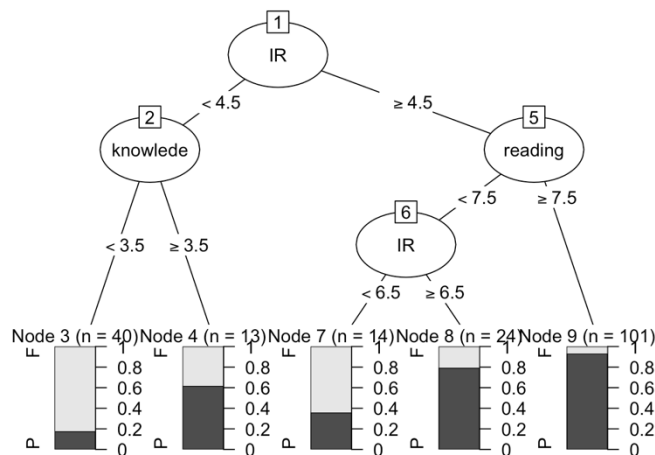 1
IR
< 4.5
≥ 4.5
2
knowlede
5
reading
< 7.5
≥ 7.5
6
IR
< 3.5
≥ 3.5
< 6.5
≥ 6.5
Node 3 (n = 40)
F
P
1
0.8
0.6
0.4
0.2
0
Node 4 (n = 13)
F
P
1
0.8
0.6
0.4
0.2
0
Node 7 (n = 14)
F
P
1
0.8
0.6
0.4
0.2
0
Node 8 (n = 24)
F
P
1
0.8
0.6
0.4
0.2
0
Node 9 (n = 101)
F
P
1
0.8
0.6
0.4
0.2
0